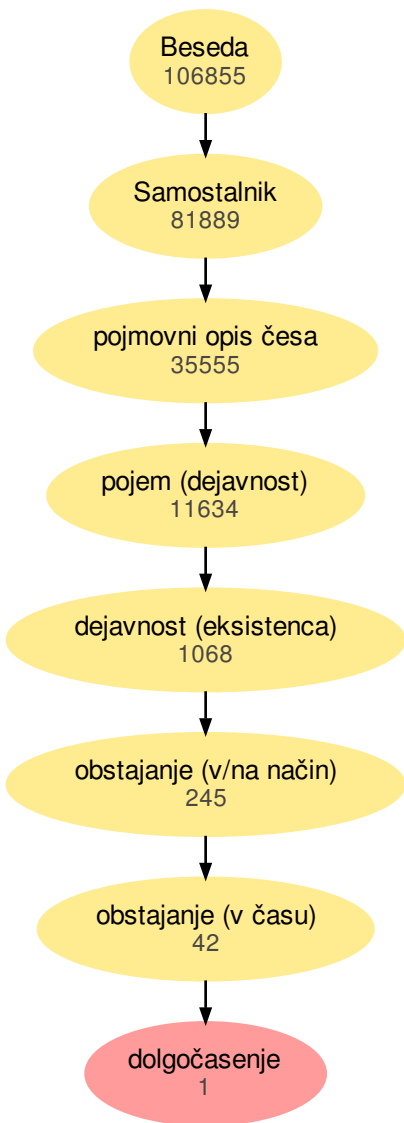 Beseda
106855
Samostalnik
81889
pojmovni opis česa
35555
pojem (dejavnost)
11634
dejavnost (eksistenca)
1068
obstajanje (v/na način)
245
obstajanje (v času)
42
dolgočasenje
1